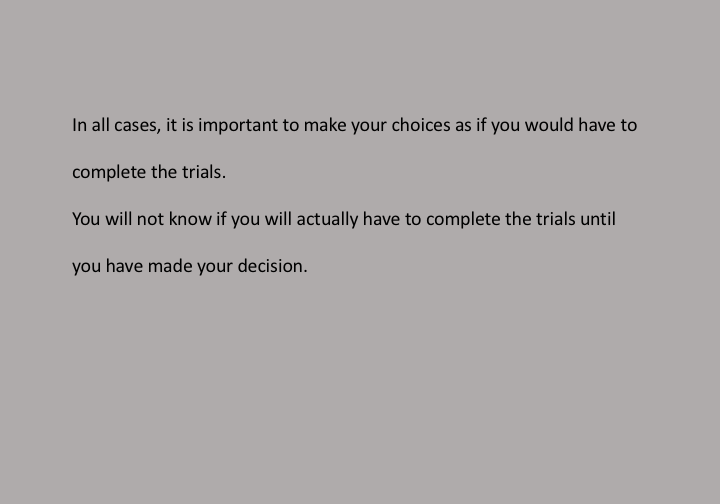 In all cases, it is important to make your choices as if you would have to
complete the trials.
You will not know if you will actually have to complete the trials until
you have made your decision.